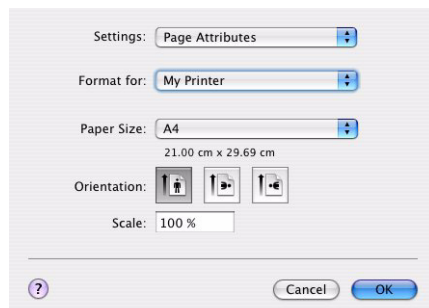 Settings: Page Attributes
Format for: My Printer
Paper Size: A4
21.00 cm x 29.69 cm
Orientation:
Scale: 100 %
? Cancel OK